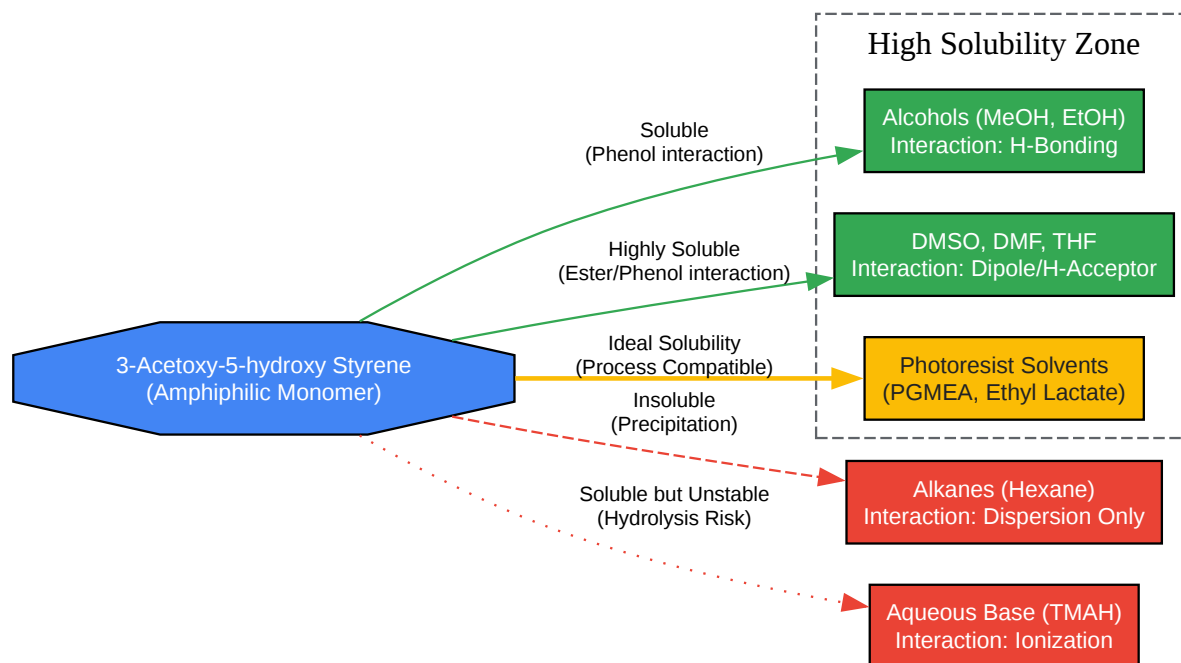 High Solubility Zone
Alcohols (MeOH, EtOH)
Interaction: H-Bonding
Soluble
(Phenol interaction)
DMSO, DMF, THF
Interaction: Dipole/H-Acceptor
Highly Soluble
(Ester/Phenol interaction)
3-Acetoxy-5-hydroxy Styrene
(Amphiphilic Monomer)
Ideal Solubility
(Process Compatible)
Photoresist Solvents
(PGMEA, Ethyl Lactate)
Insoluble
(Precipitation)
Alkanes (Hexane)
Interaction: Dispersion Only
Soluble but Unstable
(Hydrolysis Risk)
Aqueous Base (TMAH)
Interaction: Ionization